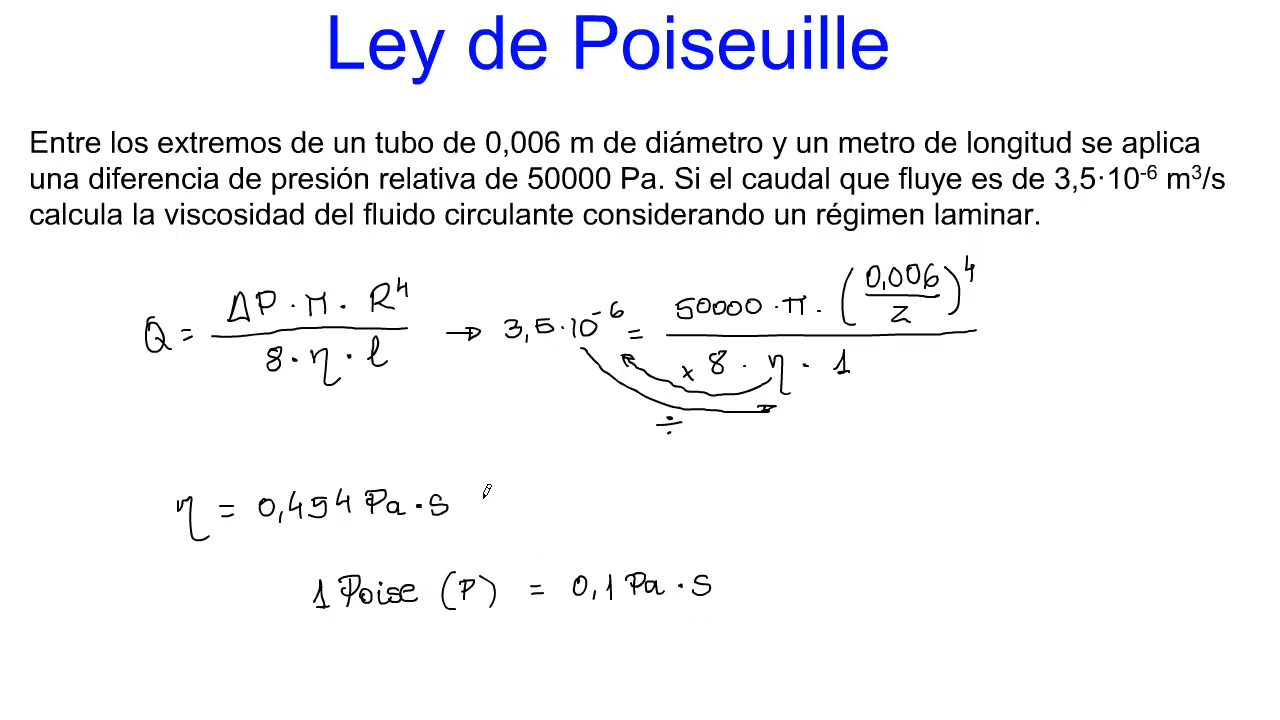 Ley de Poiseuille
Entre los extremos de un tubo de 0,006 m de diámetro y un metro de longitud se aplica
una diferencia de presión relativa de 50000 Pa. Si el caudal que fluye es de 3,5·10⁻⁶ m³/s
calcula la viscosidad del fluido circulante considerando un régimen laminar.
Q = (ΔP · π · R⁴) / (8 · η · l) → 3,5·10⁻⁶ = (50000 · π · (0,006/2)⁴) / (× 8 · η · 1)
÷
η = 0,454 Pa·s
1 Poise (P) = 0,1 Pa·s